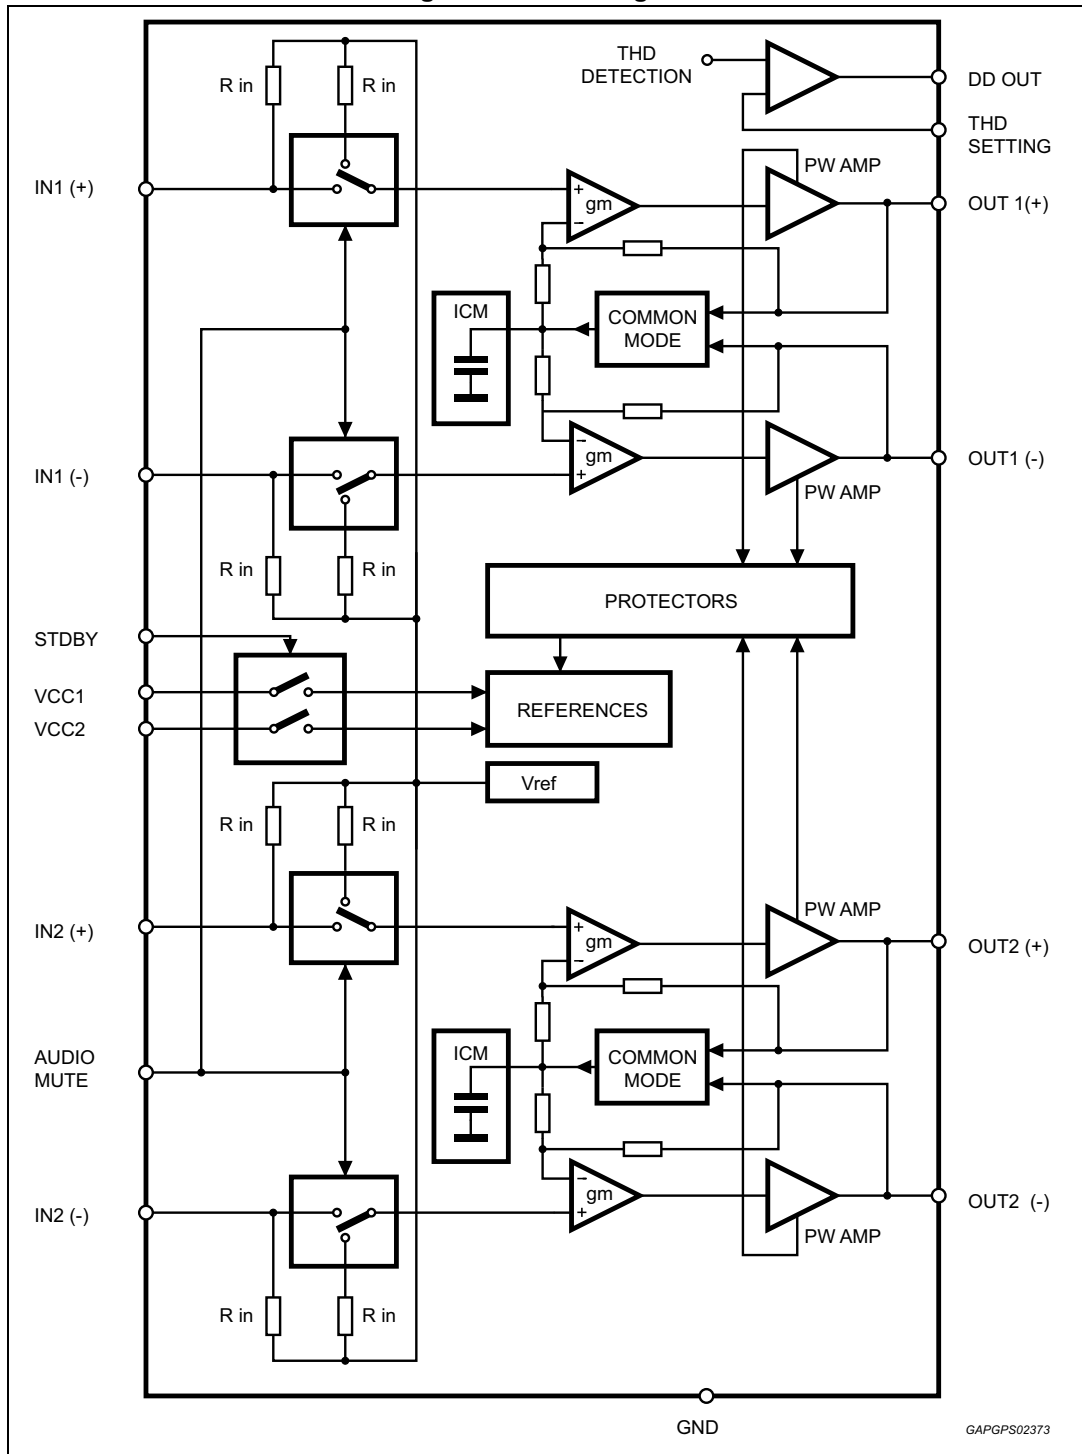 THD
DETECTION
DD OUT
THD
SETTING
R in
R in
PW AMP
IN1 (+)
+
gm
−
OUT 1(+)
ICM
COMMON
MODE
IN1 (-)
−
gm
+
OUT1 (-)
PW AMP
R in
R in
PROTECTORS
STDBY
VCC1
VCC2
REFERENCES
Vref
R in
R in
PW AMP
IN2 (+)
+
gm
−
OUT2 (+)
AUDIO
MUTE
ICM
COMMON
MODE
IN2 (-)
−
gm
+
OUT2 (-)
PW AMP
R in
R in
GND
GAPGPS02373